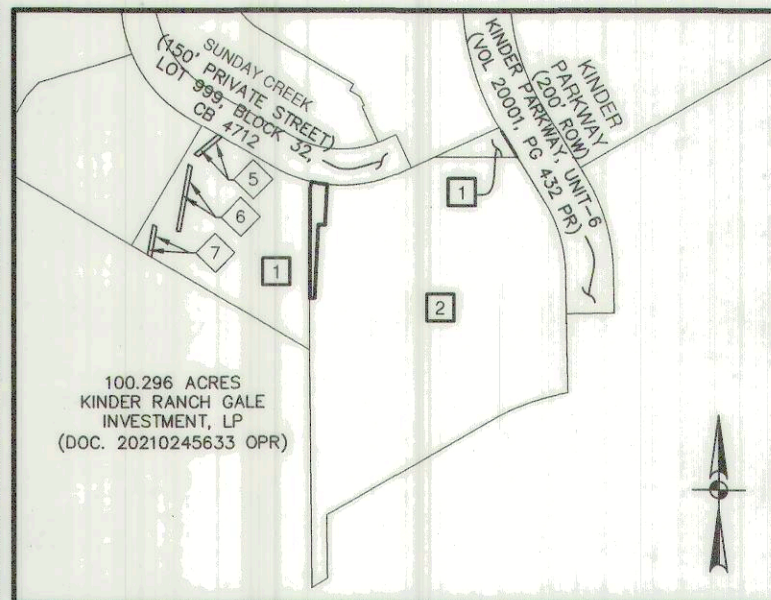 SUNDAY CREEK
(150' PRIVATE STREET)
LOT 999, BLOCK 32,
CB 4712
KINDER
PARKWAY
(200' ROW)
KINDER PARKWAY, UNIT-6
(VOL 20001, PG 432 PR)
5
6
7
1
1
2
100.296 ACRES
KINDER RANCH GALE
INVESTMENT, LP
(DOC. 20210245633 OPR)